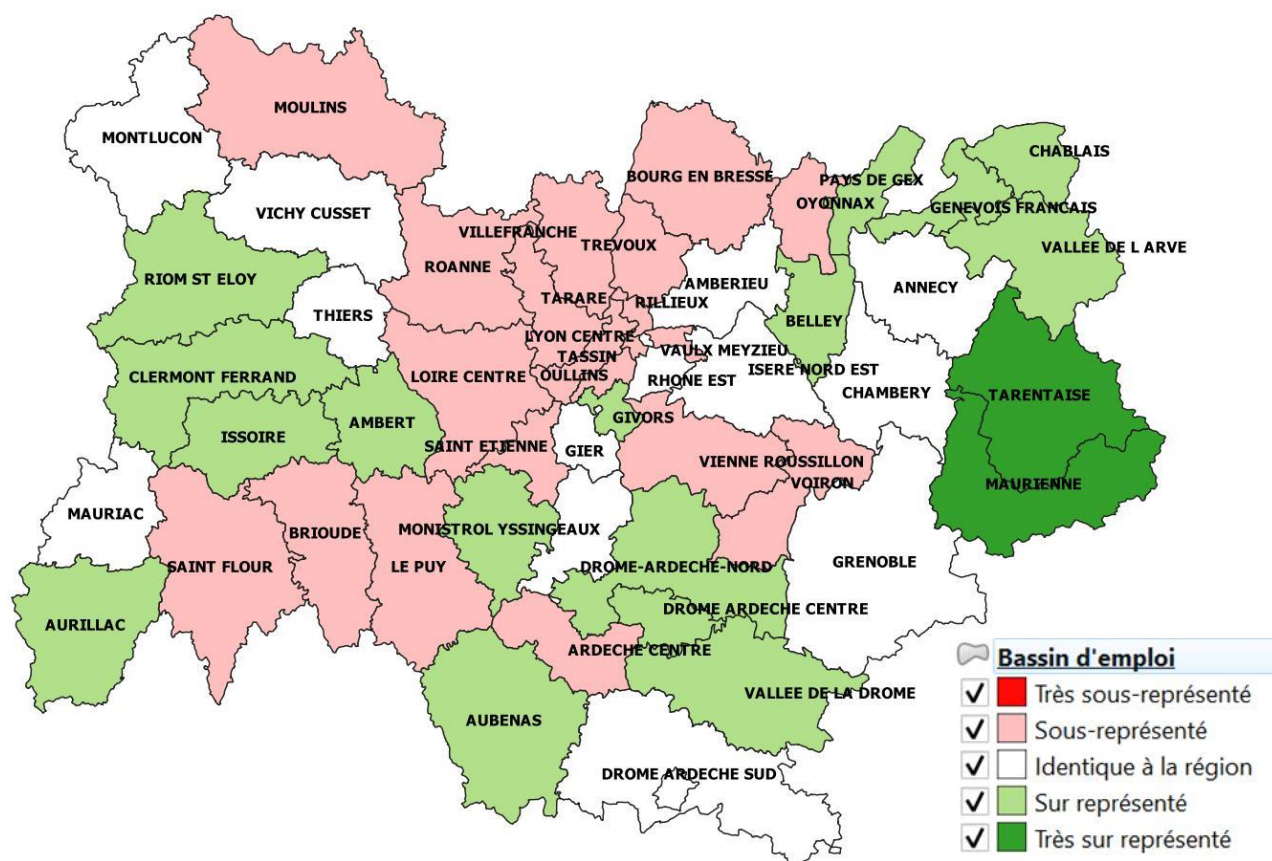 MOULINS
MONTLUCON
CHABLAIS
BOURG EN BRESSE
PAYS DE GEX
OYONNAX
GENEVOIS FRANCAIS
VICHY CUSSET
VILLEFRANCHE
TREVOUX
VALLEE DE L ARVE
ROANNE
RIOM ST ELOY
AMBERIEU
ANNECY
TARARE
RILLIEUX
THIERS
BELLEY
LYON CENTRE
VAULX MEYZIEU
TASSIN
ISERE NORD EST
CLERMONT FERRAND
LOIRE CENTRE
OULLINS
RHONE EST
CHAMBERY
TARENTAISE
GIVORS
AMBERT
ISSOIRE
SAINT ETIENNE
GIER
VIENNE ROUSSILLON
VOIRON
MAURIENNE
MAURIAC
BRIOUDE
MONISTROL YSSINGEAUX
SAINT FLOUR
LE PUY
DROME-ARDECHE-NORD
GRENOBLE
AURILLAC
DROME ARDECHE CENTRE
ARDECHE CENTRE
VALLEE DE LA DROME
AUBENAS
DROME ARDECHE SUD
Bassin d'emploi
Très sous-représenté
Sous-représenté
Identique à la région
Sur représenté
Très sur représenté